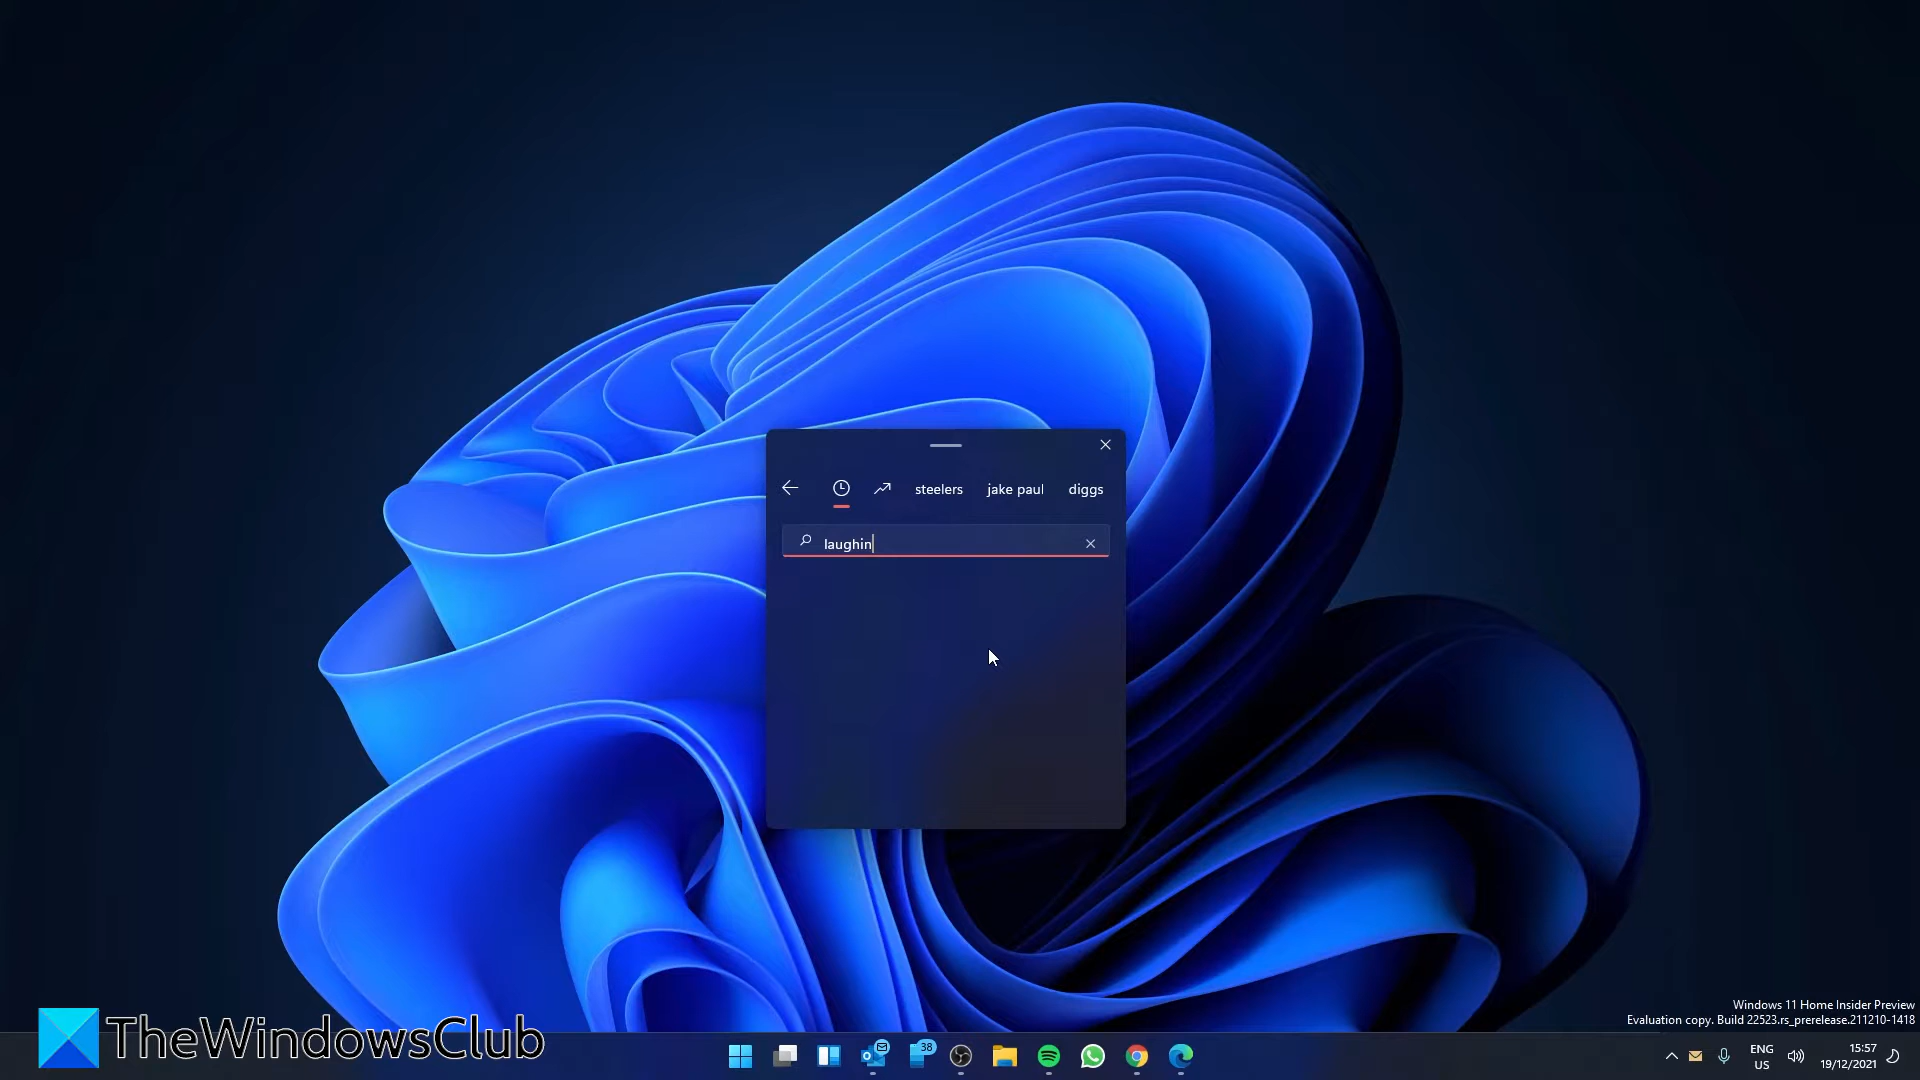 steelers jake paul diggs
laughin
Windows 11 Home Insider Preview
Evaluation copy. Build 22523.rs_prerelease.211210-1418
TheWindowsClub
38
ENG
US
15:57
19/12/2021